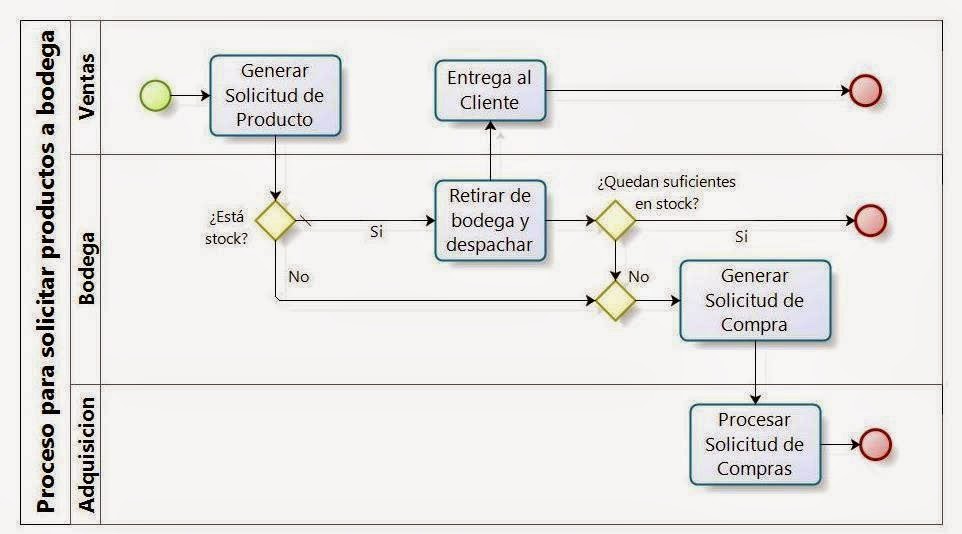 Proceso para solicitar productos a bodega
Ventas
Generar
Solicitud de
Producto
Entrega al
Cliente
Bodega
¿Está
stock?
Si
No
Retirar de
bodega y
despachar
¿Quedan suficientes
en stock?
Si
No
Generar
Solicitud de
Compra
Adquisicion
Procesar
Solicitud de
Compras